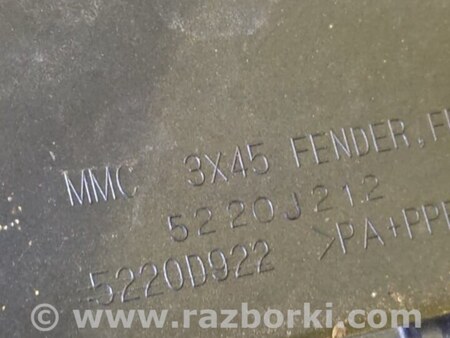 MMC 3X45 FENDER, F
5220J212
5220D922 >PA+PP
© www.razborki.com